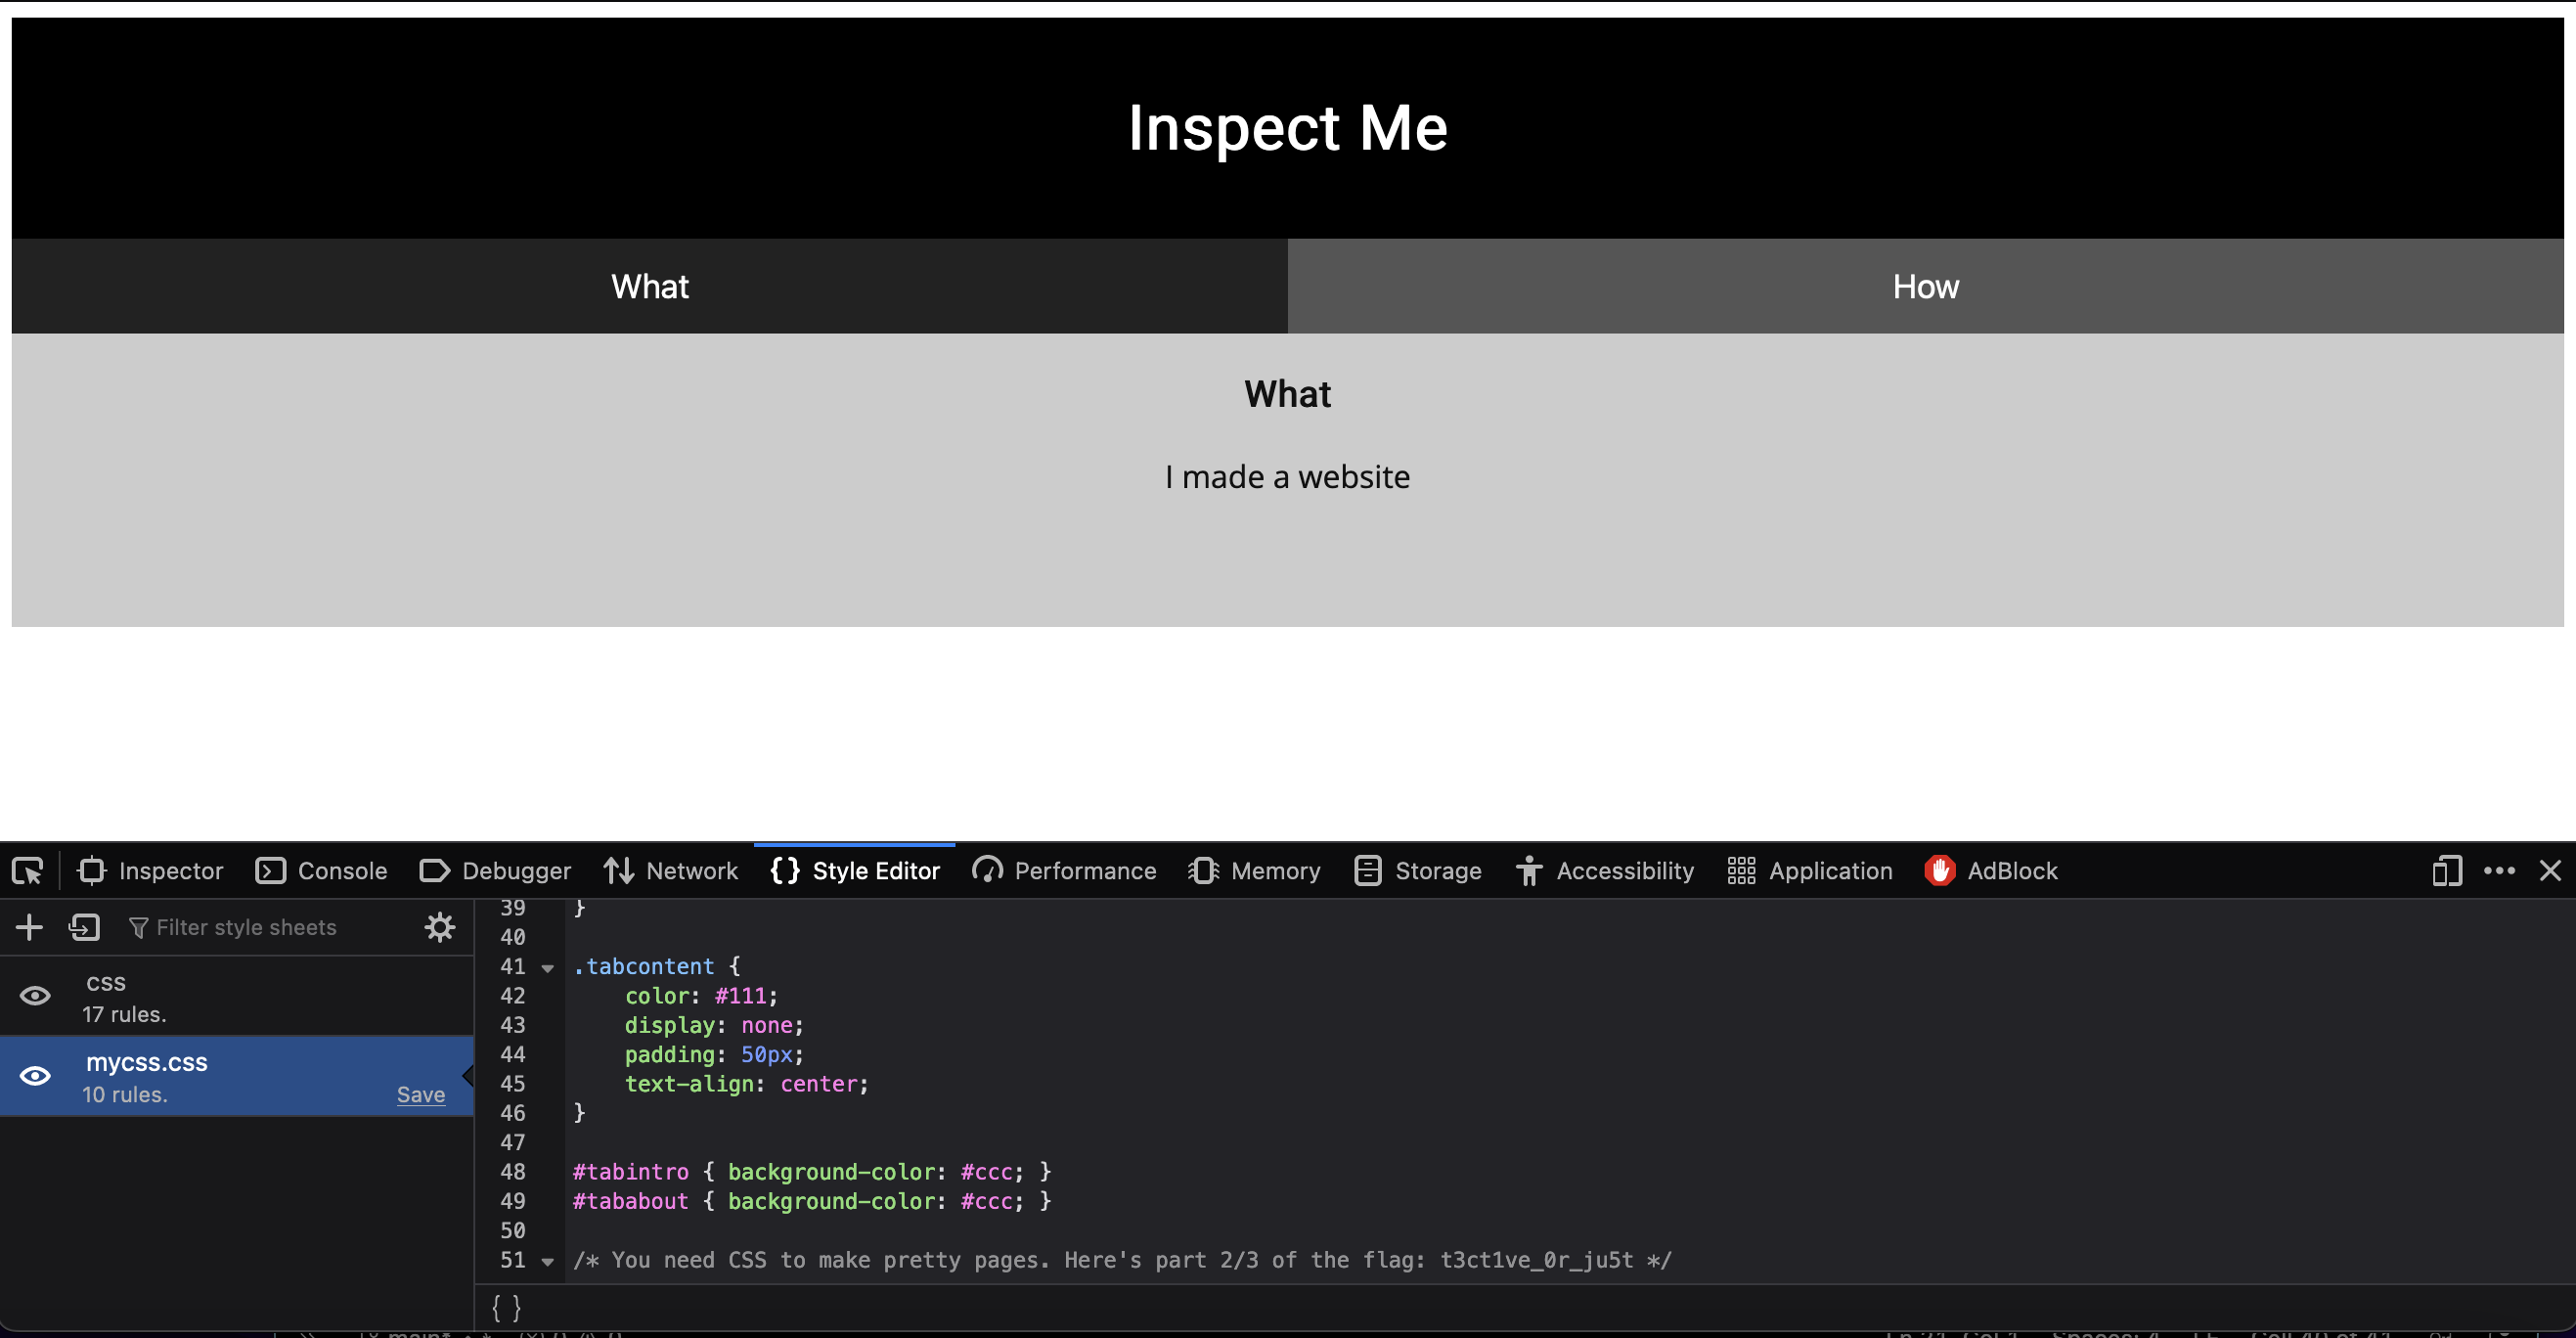 Inspect Me
What How
What
I made a website
Inspector Console Debugger Network {} Style Editor Performance Memory Storage Accessibility Application AdBlock
Filter style sheets
css
17 rules.
mycss.css
10 rules. Save
39 }
40
41 .tabcontent {
42 color: #111;
43 display: none;
44 padding: 50px;
45 text-align: center;
46 }
47
48 #tabintro { background-color: #ccc; }
49 #tababout { background-color: #ccc; }
50
51 /* You need CSS to make pretty pages. Here's part 2/3 of the flag: t3ct1ve_0r_ju5t */
{ }